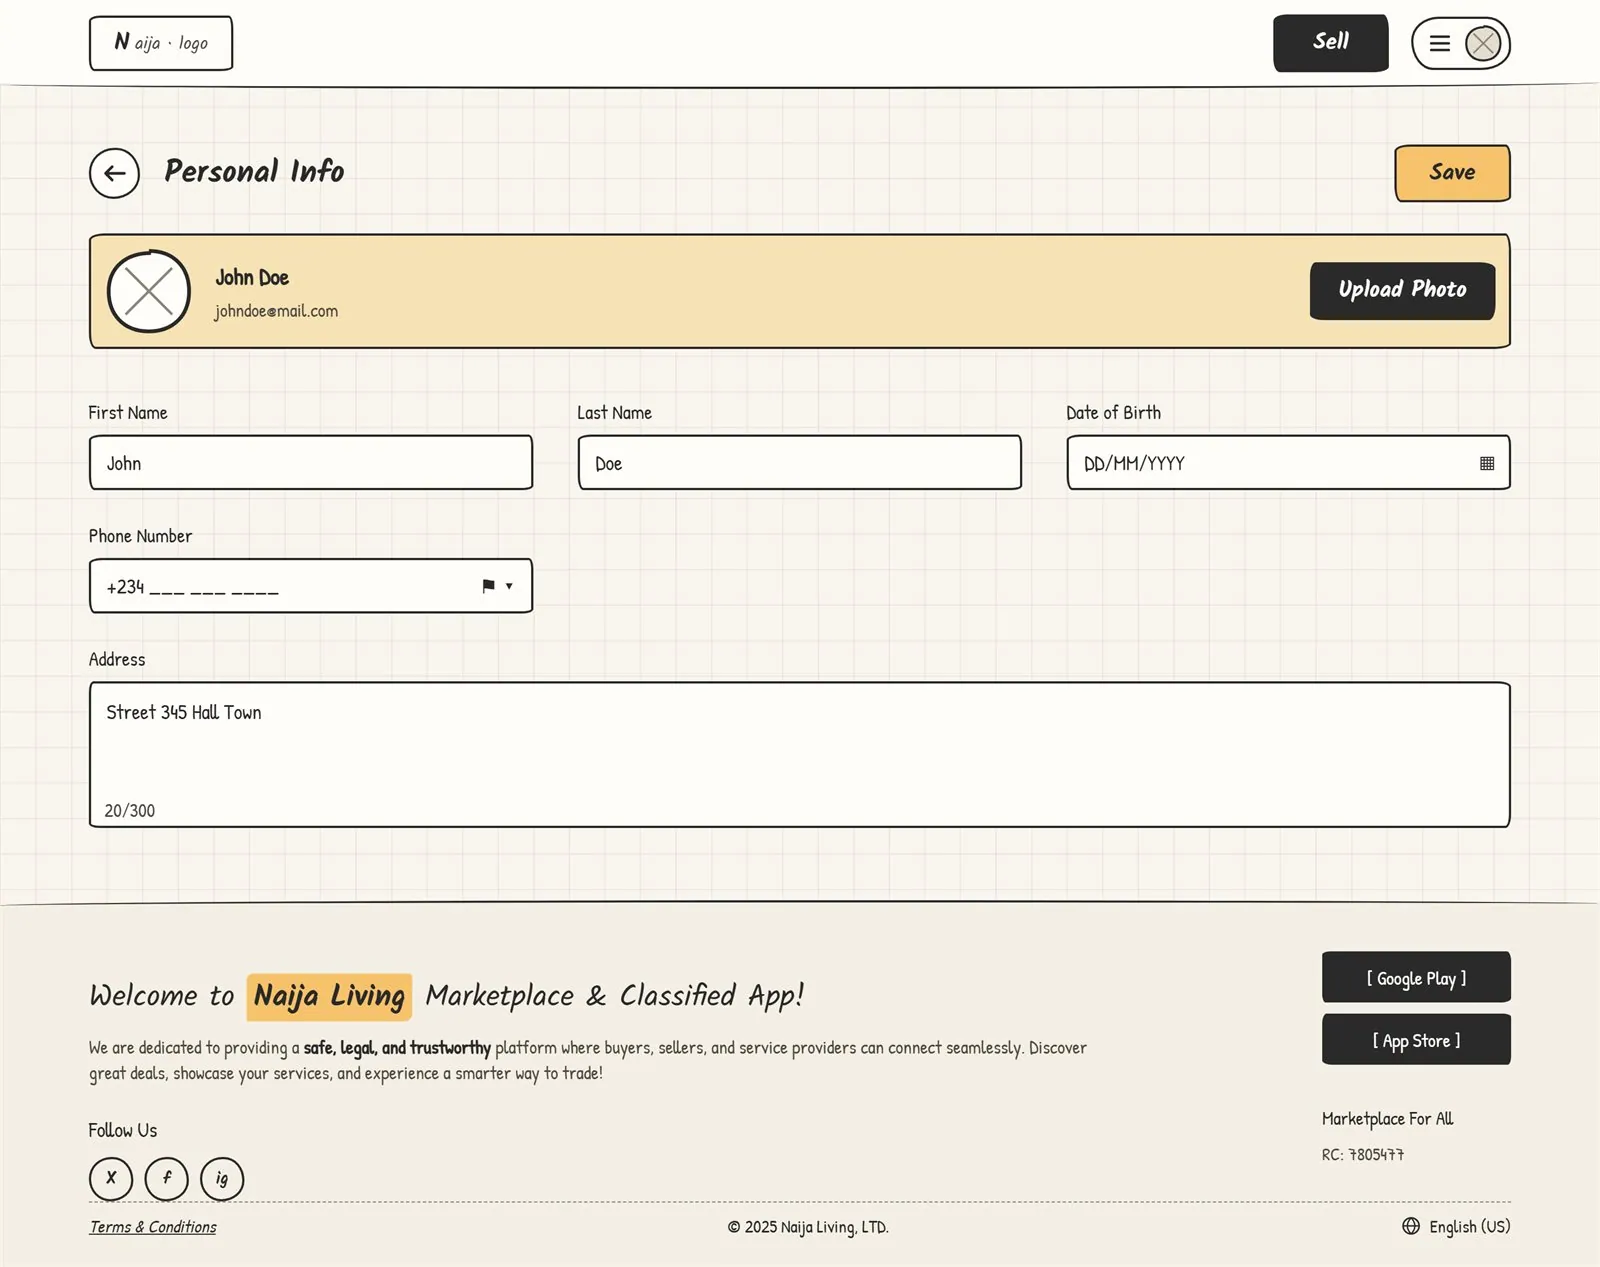 Naija · logo
Sell
Personal Info
Save
John Doe
johndoe@mail.com
Upload Photo
First Name
Last Name
Date of Birth
John
Doe
DD/MM/YYYY
Phone Number
+234 ___ ___ ____
Address
Street 345 Hall Town
20/300
Welcome to Naija Living Marketplace & Classified App!
We are dedicated to providing a safe, legal, and trustworthy platform where buyers, sellers, and service providers can connect seamlessly. Discover
great deals, showcase your services, and experience a smarter way to trade!
[ Google Play ]
[ App Store ]
Marketplace For All
RC: 7805477
Follow Us
X
f
ig
Terms & Conditions
© 2025 Naija Living, LTD.
English (US)